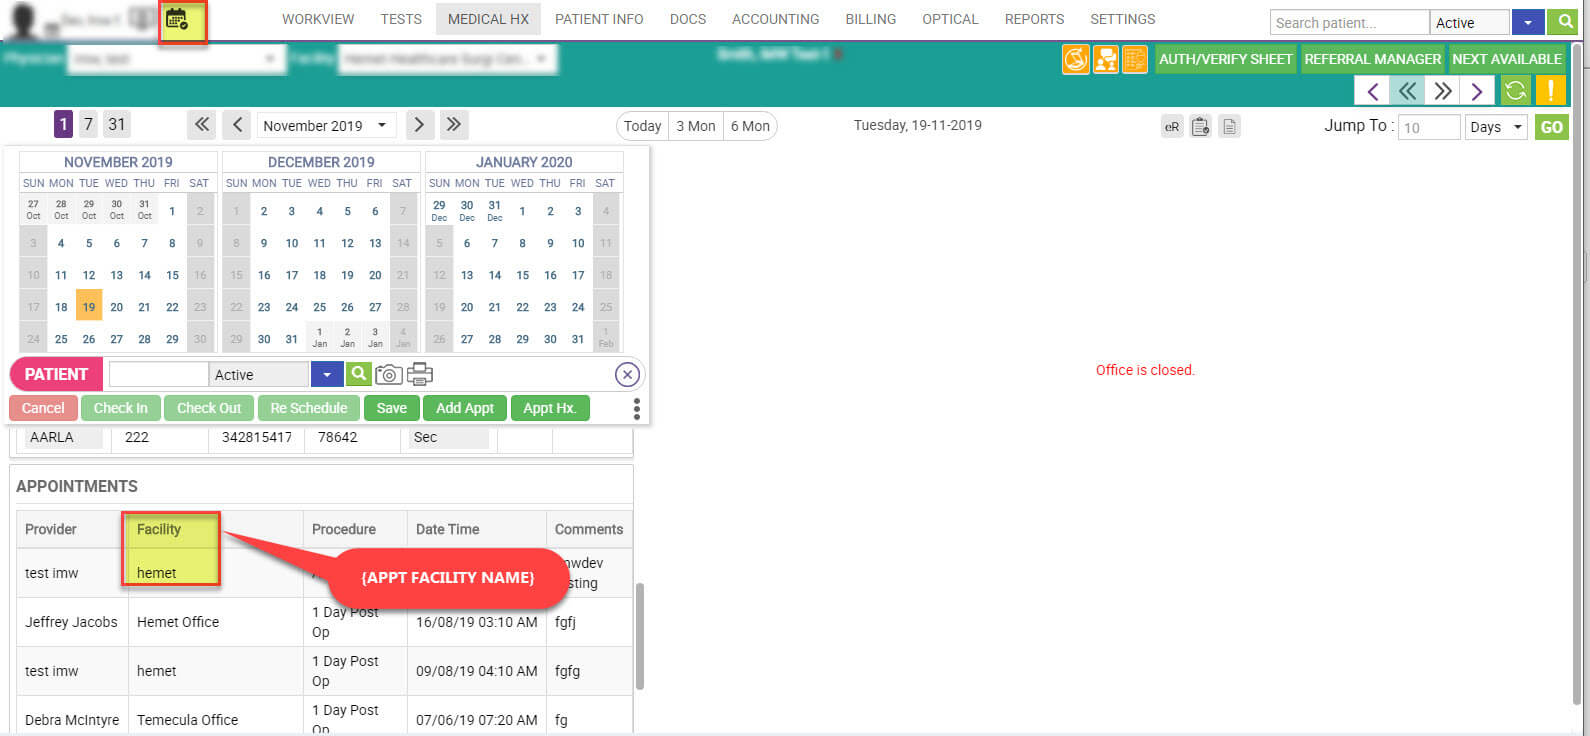 WORKVIEW TESTS MEDICAL HX PATIENT INFO DOCS ACCOUNTING BILLING OPTICAL REPORTS SETTINGS Search patient... Active
AUTH/VERIFY SHEET REFERRAL MANAGER NEXT AVAILABLE
1 7 31 November 2019 Today 3 Mon 6 Mon Tuesday, 19-11-2019 eR Jump To : 10 Days GO
NOVEMBER 2019
SUN MON TUE WED THU FRI SAT
27 Oct 28 Oct 29 Oct 30 Oct 31 Oct 1 2
3 4 5 6 7 8 9
10 11 12 13 14 15 16
17 18 19 20 21 22 23
24 25 26 27 28 29 30
DECEMBER 2019
SUN MON TUE WED THU FRI SAT
1 2 3 4 5 6 7
8 9 10 11 12 13 14
15 16 17 18 19 20 21
22 23 24 25 26 27 28
29 30 31 1 Jan 2 Jan 3 Jan 4 Jan
JANUARY 2020
SUN MON TUE WED THU FRI SAT
29 Dec 30 Dec 31 Dec 1 2 3 4
5 6 7 8 9 10 11
12 13 14 15 16 17 18
19 20 21 22 23 24 25
26 27 28 29 30 31 1 Feb
Office is closed.
PATIENT Active
Cancel Check In Check Out Re Schedule Save Add Appt Appt Hx.
AARLA 222 342815417 78642 Sec
APPOINTMENTS
Provider Facility Procedure Date Time Comments
test imw hemet
{APPT FACILITY NAME}
Jeffrey Jacobs Hemet Office 1 Day Post Op 16/08/19 03:10 AM fgfj
test imw hemet 1 Day Post Op 09/08/19 04:10 AM fgfg
Debra McIntyre Temecula Office 1 Day Post Op 07/06/19 07:20 AM fg